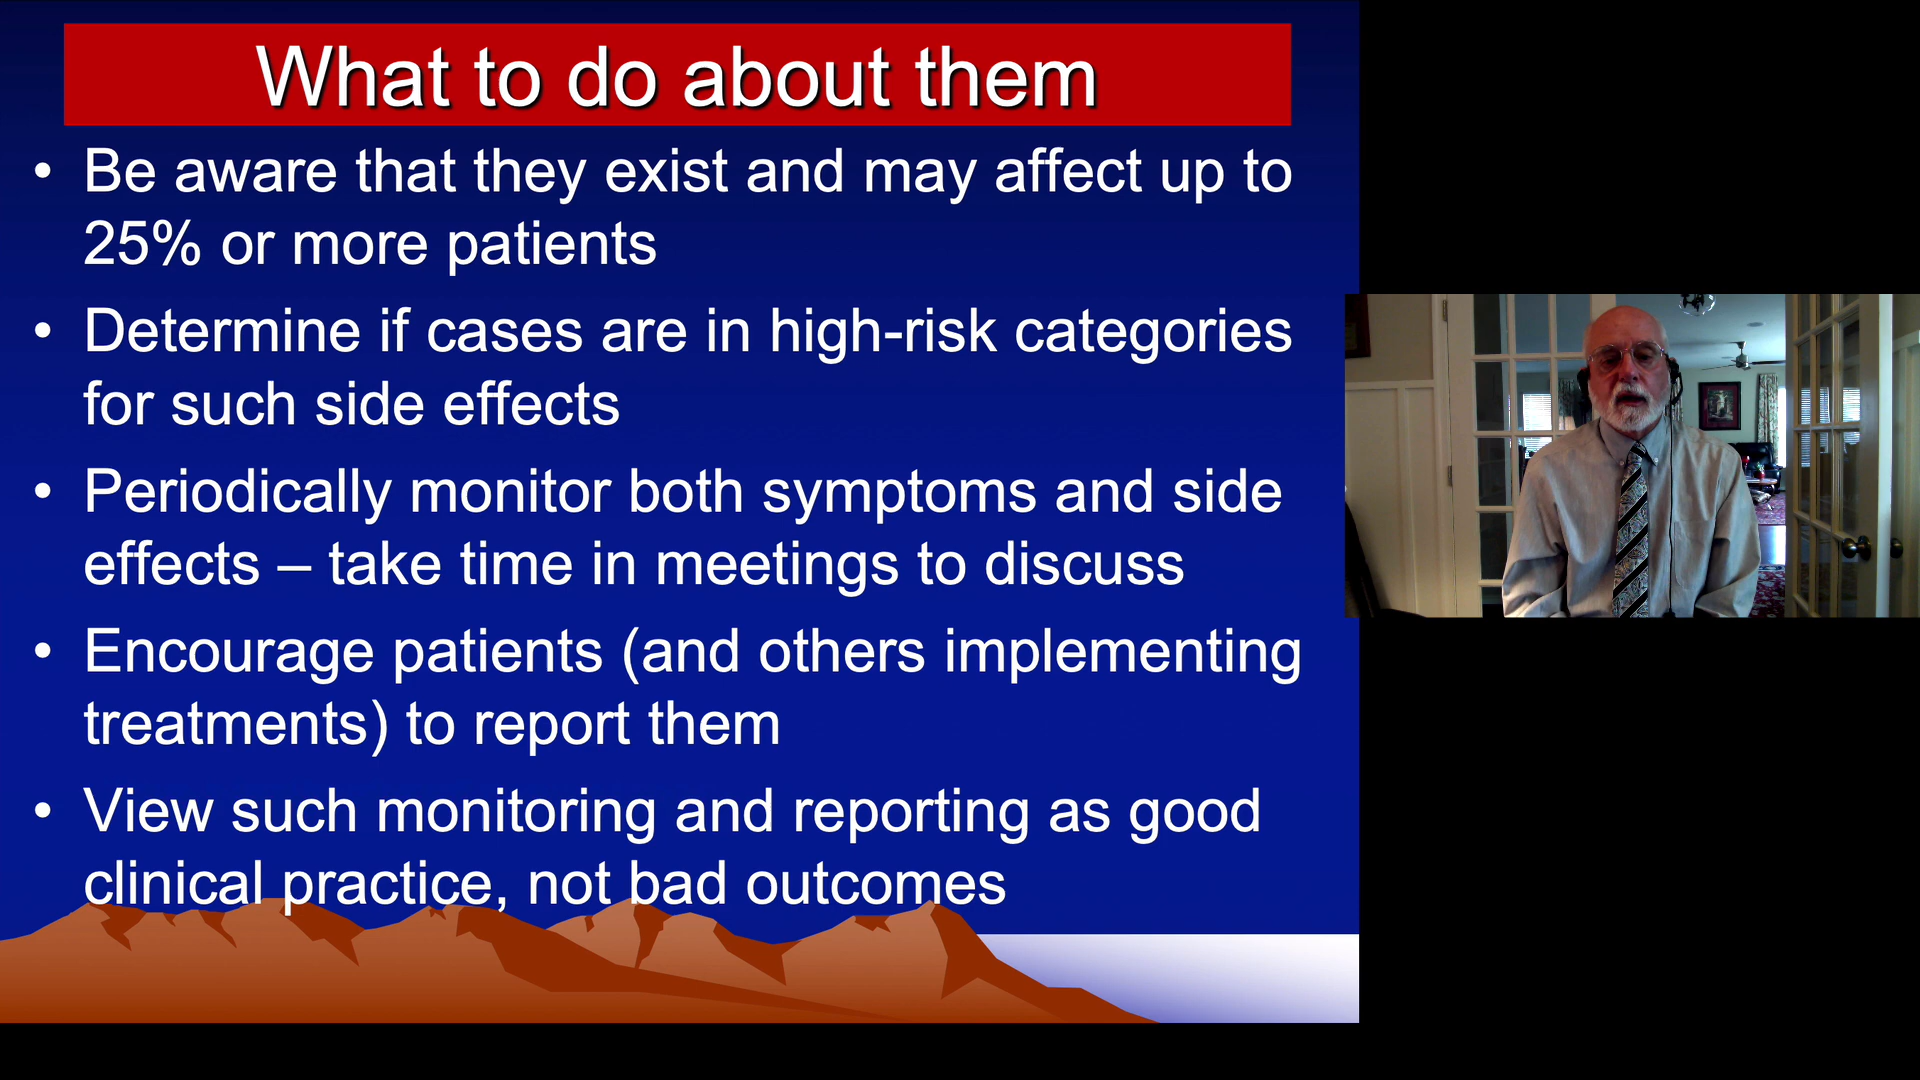 What to do about them
• Be aware that they exist and may affect up to
25% or more patients
• Determine if cases are in high-risk categories
for such side effects
• Periodically monitor both symptoms and side
effects – take time in meetings to discuss
• Encourage patients (and others implementing
treatments) to report them
• View such monitoring and reporting as good
clinical practice, not bad outcomes